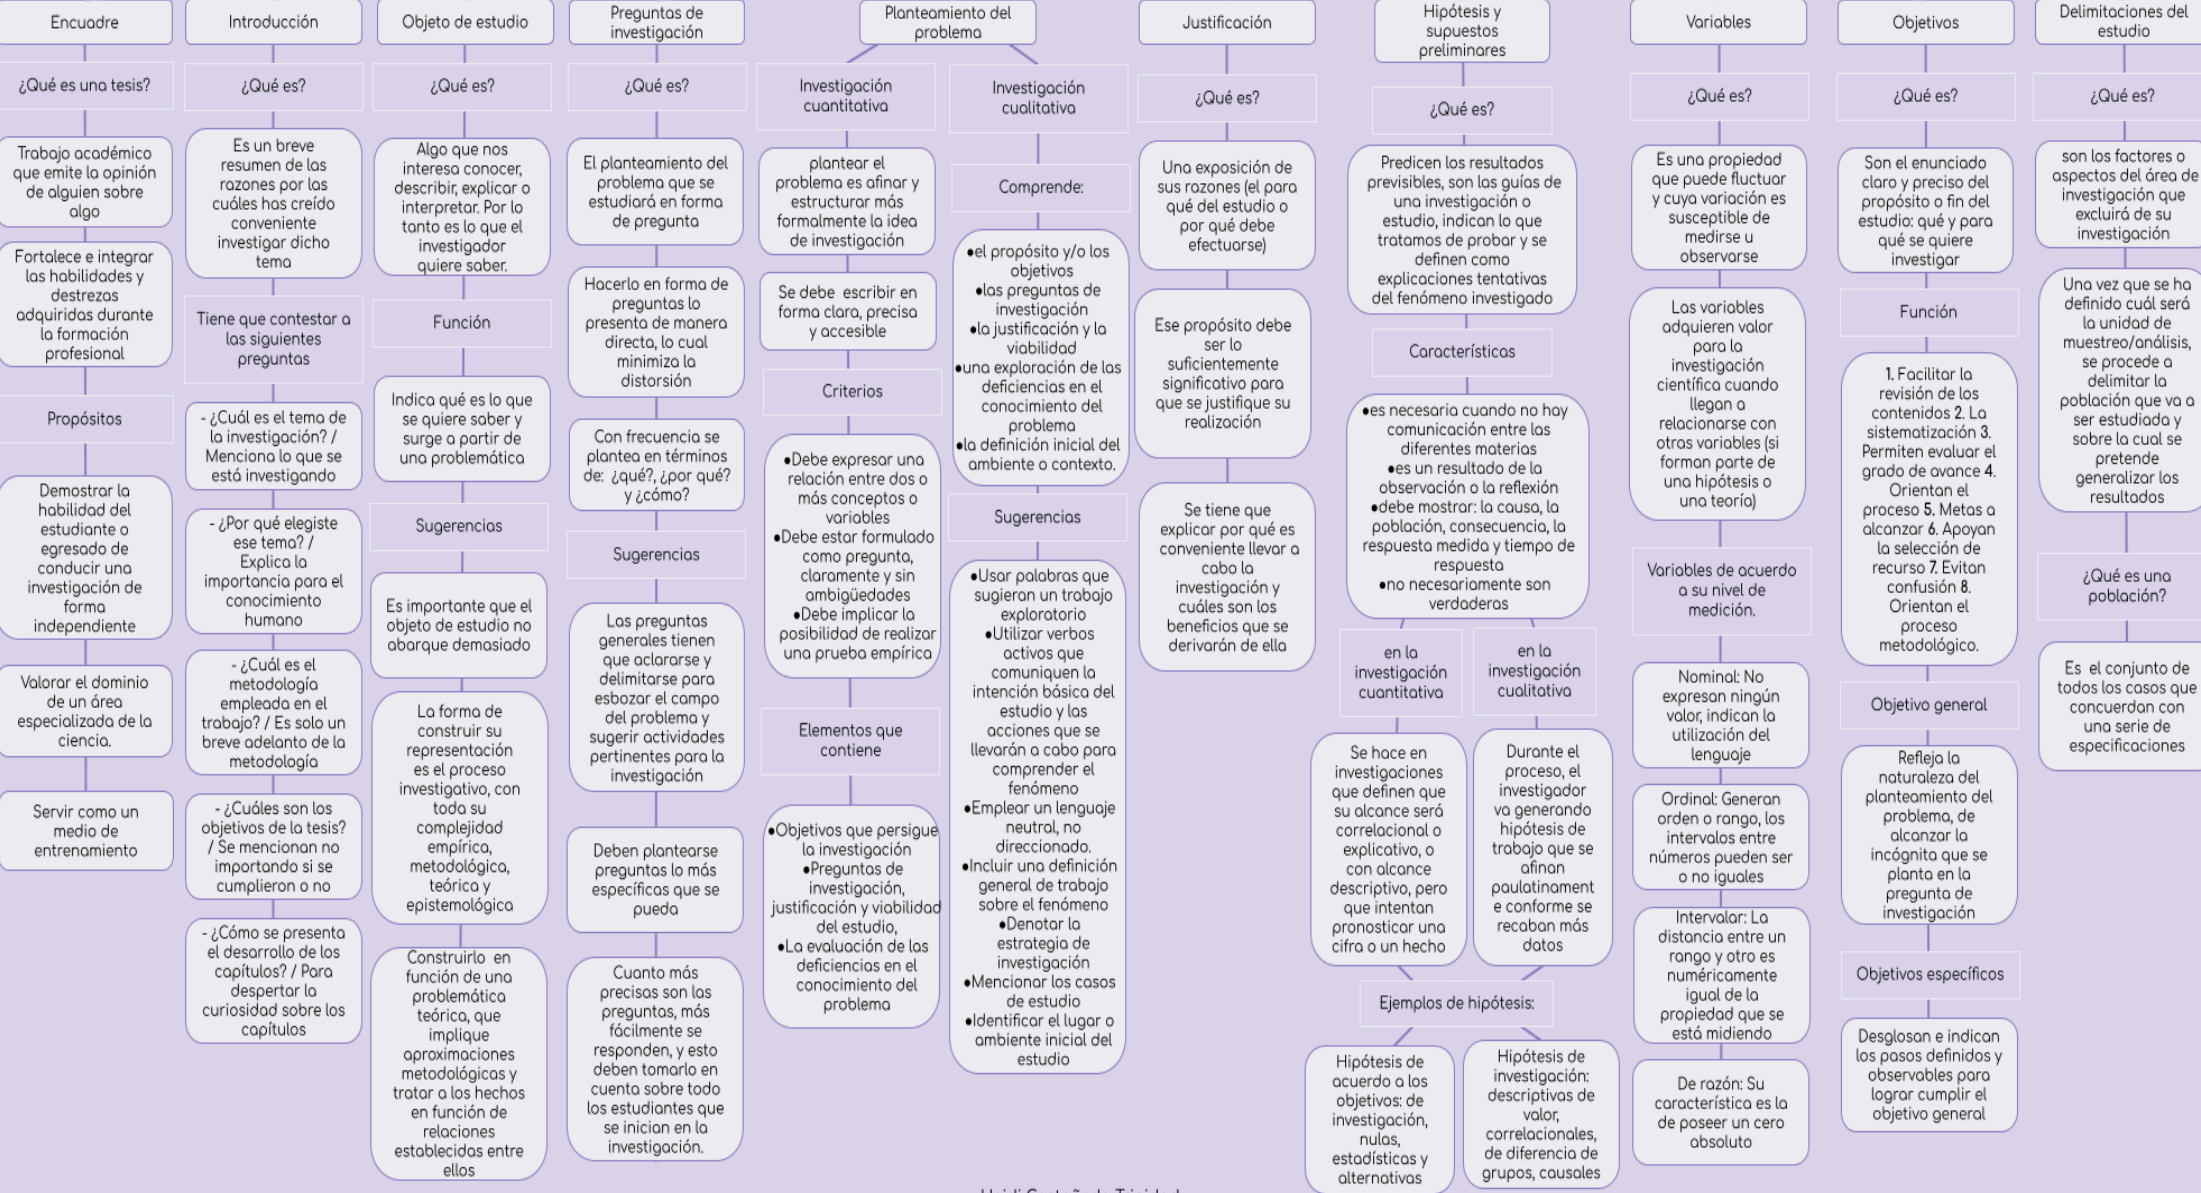 Encuadre
¿Qué es una tesis?
Trabajo académico
que emite la opinión
de alguien sobre
algo
Fortalece e integrar
las habilidades y
destrezas
adquiridas durante
la formación
profesional
Propósitos
Demostrar la
habilidad del
estudiante o
egresado de
conducir una
investigación de
forma
independiente
Valorar el dominio
de un área
especializada de la
ciencia.
Servir como un
medio de
entrenamiento
Introducción
¿Qué es?
Es un breve
resumen de las
razones por las
cuáles has creído
conveniente
investigar dicho
tema
Tiene que contestar a
las siguientes
preguntas
- ¿Cuál es el tema de
la investigación? /
Menciona lo que se
está investigando
- ¿Por qué elegiste
ese tema? /
Explica la
importancia para el
conocimiento
humano
- ¿Cuál es el
metodología
empleada en el
trabajo? / Es solo un
breve adelanto de la
metodología
- ¿Cuáles son los
objetivos de la tesis?
/ Se mencionan no
importando si se
cumplieron o no
- ¿Cómo se presenta
el desarrollo de los
capítulos? / Para
despertar la
curiosidad sobre los
capítulos
Objeto de estudio
¿Qué es?
Algo que nos
interesa conocer,
describir, explicar o
interpretar. Por lo
tanto es lo que el
investigador
quiere saber.
Función
Indica qué es lo que
se quiere saber y
surge a partir de
una problemática
Sugerencias
Es importante que el
objeto de estudio no
abarque demasiado
La forma de
construir su
representación
es el proceso
investigativo, con
toda su
complejidad
empírica,
metodológica,
teórica y
epistemológica
Construirlo en
función de una
problemática
teórica, que
implique
aproximaciones
metodológicas y
tratar a los hechos
en función de
relaciones
establecidas entre
ellos
Preguntas de
investigación
¿Qué es?
El planteamiento del
problema que se
estudiará en forma
de pregunta
Hacerlo en forma de
preguntas lo
presenta de manera
directa, lo cual
minimiza la
distorsión
Con frecuencia se
plantea en términos
de: ¿qué?, ¿por qué?
y ¿cómo?
Sugerencias
Las preguntas
generales tienen
que aclararse y
delimitarse para
esbozar el campo
del problema y
sugerir actividades
pertinentes para la
investigación
Deben plantearse
preguntas lo más
específicas que se
pueda
Cuanto más
precisas son las
preguntas, más
fácilmente se
responden, y esto
deben tomarlo en
cuenta sobre todo
los estudiantes que
se inician en la
investigación.
Planteamiento del
problema
Investigación
cuantitativa
plantear el
problema es afinar y
estructurar más
formalmente la idea
de investigación
Se debe escribir en
forma clara, precisa
y accesible
Criterios
•Debe expresar una
relación entre dos o
más conceptos o
variables
•Debe estar formulado
como pregunta,
claramente y sin
ambigüedades
•Debe implicar la
posibilidad de realizar
una prueba empírica
Elementos que
contiene
•Objetivos que persigue
la investigación
•Preguntas de
investigación,
justificación y viabilidad
del estudio,
•La evaluación de las
deficiencias en el
conocimiento del
problema
Investigación
cualitativa
Comprende:
•el propósito y/o los
objetivos
•las preguntas de
investigación
•la justificación y la
viabilidad
•una exploración de las
deficiencias en el
conocimiento del
problema
•la definición inicial del
ambiente o contexto.
Sugerencias
•Usar palabras que
sugieran un trabajo
exploratorio
•Utilizar verbos
activos que
comuniquen la
intención básica del
estudio y las
acciones que se
llevarán a cabo para
comprender el
fenómeno
•Emplear un lenguaje
neutral, no
direccionado.
•Incluir una definición
general de trabajo
sobre el fenómeno
•Denotar la
estrategia de
investigación
•Mencionar los casos
de estudio
•Identificar el lugar o
ambiente inicial del
estudio
Justificación
¿Qué es?
Una exposición de
sus razones (el para
qué del estudio o
por qué debe
efectuarse)
Ese propósito debe
ser lo
suficientemente
significativo para
que se justifique su
realización
Se tiene que
explicar por qué es
conveniente llevar a
cabo la
investigación y
cuáles son los
beneficios que se
derivarán de ella
Hipótesis y
supuestos
preliminares
¿Qué es?
Predicen los resultados
previsibles, son las guías de
una investigación o
estudio, indican lo que
tratamos de probar y se
definen como
explicaciones tentativas
del fenómeno investigado
Características
•es necesaria cuando no hay
comunicación entre las
diferentes materias
•es un resultado de la
observación o la reflexión
•debe mostrar: la causa, la
población, consecuencia, la
respuesta medida y tiempo de
respuesta
•no necesariamente son
verdaderas
en la
investigación
cuantitativa
Se hace en
investigaciones
que definen que
su alcance será
correlacional o
explicativo, o
con alcance
descriptivo, pero
que intentan
pronosticar una
cifra o un hecho
en la
investigación
cualitativa
Durante el
proceso, el
investigador
va generando
hipótesis de
trabajo que se
afinan
paulatinament
e conforme se
recaban más
datos
Ejemplos de hipótesis:
Hipótesis de
acuerdo a los
objetivos: de
investigación,
nulas,
estadísticas y
alternativas
Hipótesis de
investigación:
descriptivas de
valor,
correlacionales,
de diferencia de
grupos, causales
Variables
¿Qué es?
Es una propiedad
que puede fluctuar
y cuya variación es
susceptible de
medirse u
observarse
Las variables
adquieren valor
para la
investigación
científica cuando
llegan a
relacionarse con
otras variables (si
forman parte de
una hipótesis o
una teoría)
Variables de acuerdo
a su nivel de
medición.
Nominal: No
expresan ningún
valor, indican la
utilización del
lenguaje
Ordinal: Generan
orden o rango, los
intervalos entre
números pueden ser
o no iguales
Intervalar: La
distancia entre un
rango y otro es
numéricamente
igual de la
propiedad que se
está midiendo
De razón: Su
característica es la
de poseer un cero
absoluto
Objetivos
¿Qué es?
Son el enunciado
claro y preciso del
propósito o fin del
estudio: qué y para
qué se quiere
investigar
Función
1. Facilitar la
revisión de los
contenidos 2. La
sistematización 3.
Permiten evaluar el
grado de avance 4.
Orientan el
proceso 5. Metas a
alcanzar 6. Apoyan
la selección de
recurso 7. Evitan
confusión 8.
Orientan el
proceso
metodológico.
Objetivo general
Refleja la
naturaleza del
planteamiento del
problema, de
alcanzar la
incógnita que se
planta en la
pregunta de
investigación
Objetivos específicos
Desglosan e indican
los pasos definidos y
observables para
lograr cumplir el
objetivo general
Delimitaciones del
estudio
¿Qué es?
son los factores o
aspectos del área de
investigación que
excluirá de su
investigación
Una vez que se ha
definido cuál será
la unidad de
muestreo/análisis,
se procede a
delimitar la
población que va a
ser estudiada y
sobre la cual se
pretende
generalizar los
resultados
¿Qué es una
población?
Es el conjunto de
todos los casos que
concuerdan con
una serie de
especificaciones